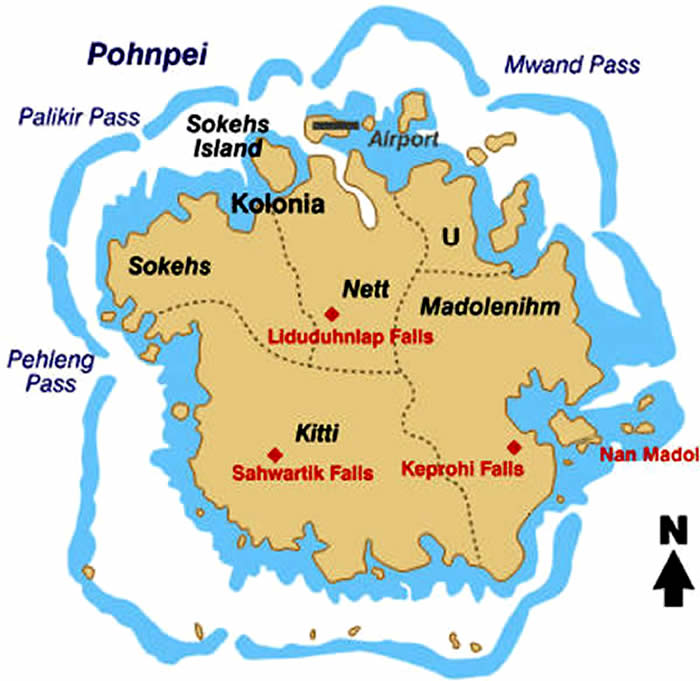 Pohnpei
Mwand Pass
Palikir Pass
Sokehs
Island
Airport
Kolonia
U
Sokehs
Nett
Madolenihm
Liduduhnlap Falls
Pehleng
Pass
Kitti
Sahwartik Falls
Keprohi Falls
Nan Madol
N